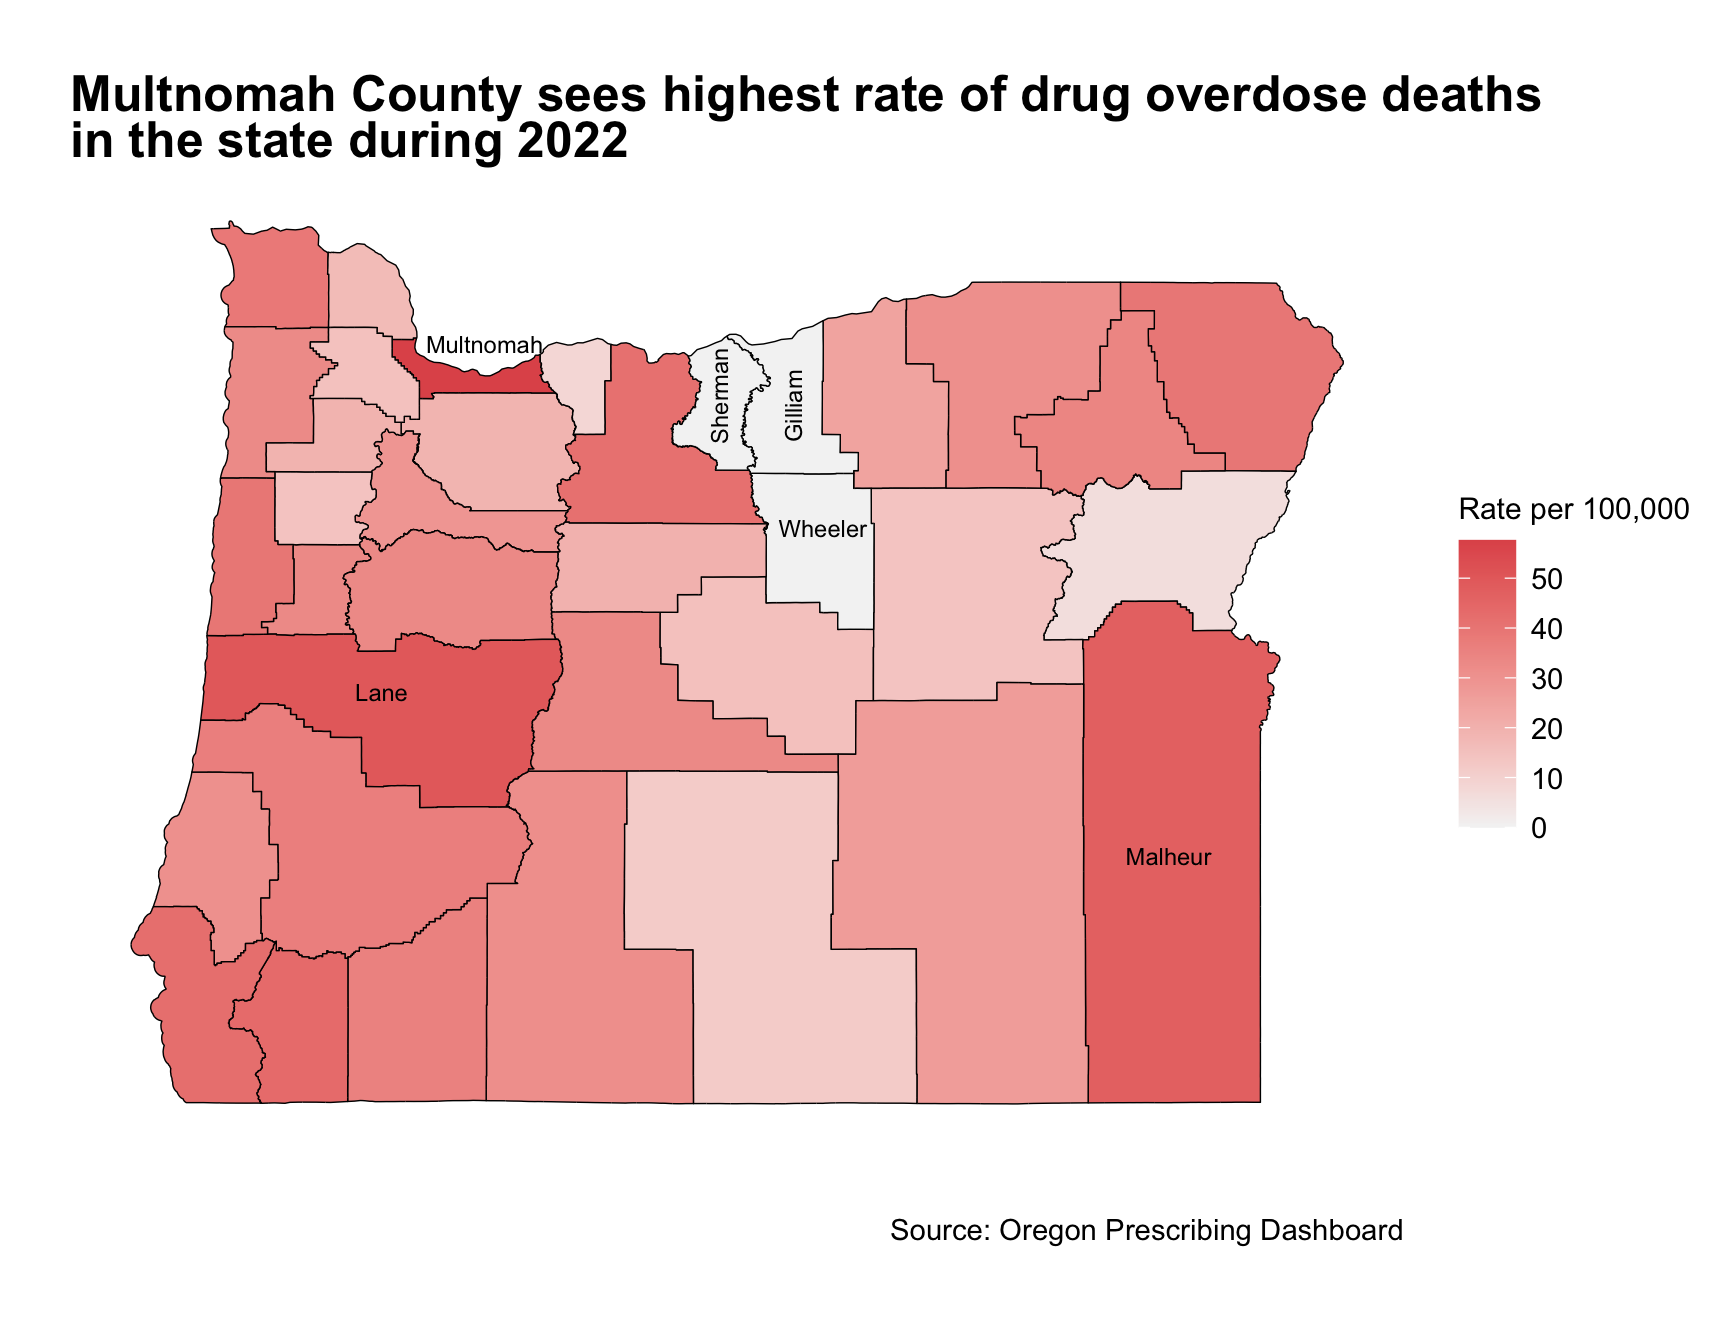 Multnomah County sees highest rate of drug overdose deaths
in the state during 2022
Multnomah
Sherman
Gilliam
Wheeler
Lane
Malheur
Rate per 100,000
50
40
30
20
10
0
Source: Oregon Prescribing Dashboard